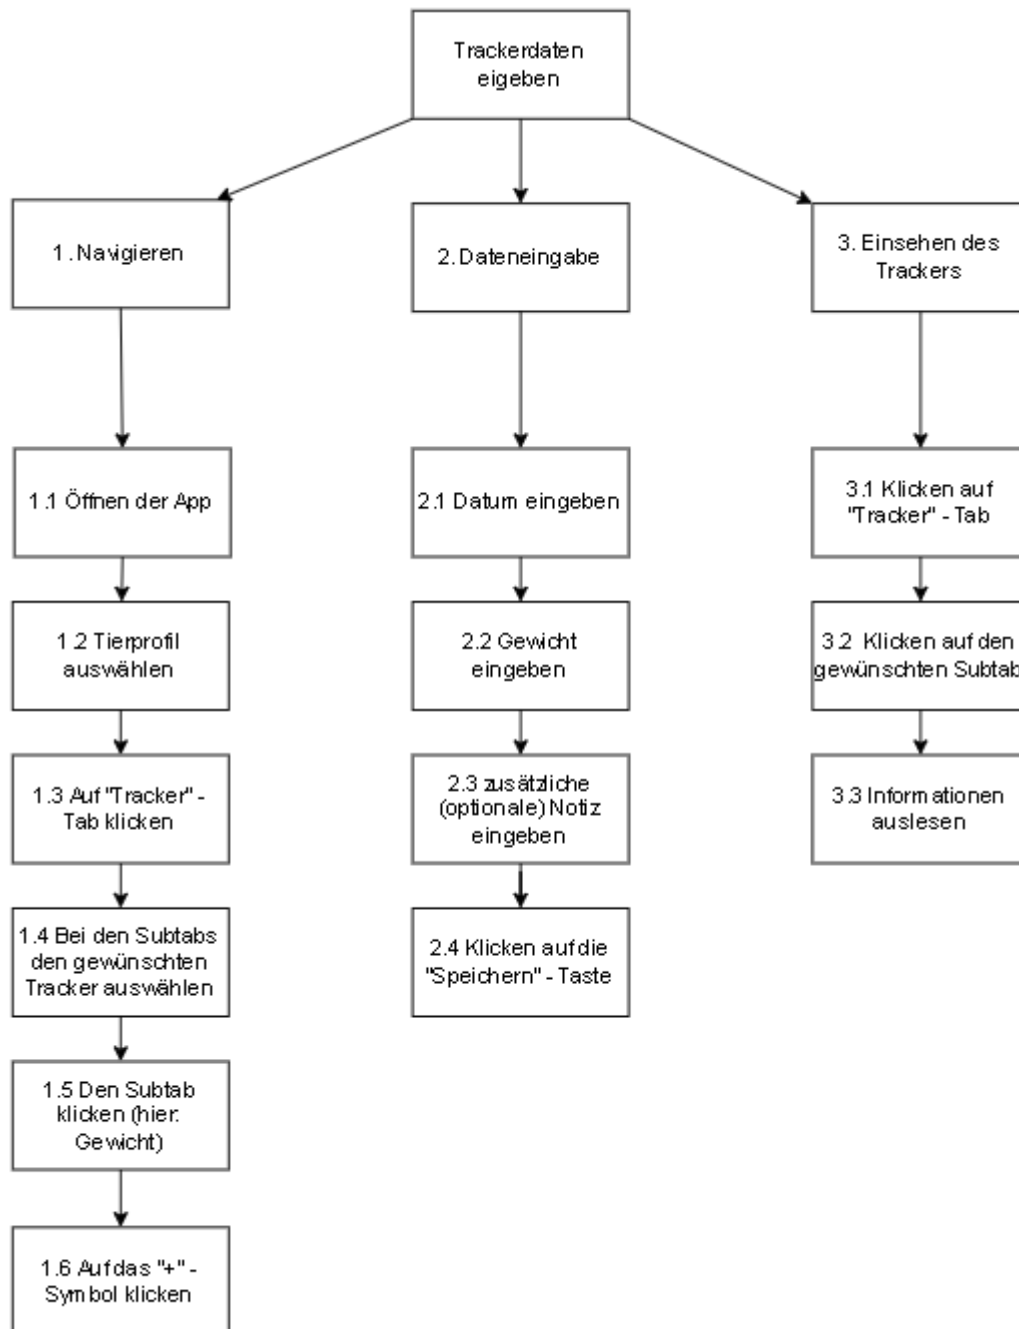 Trackerdaten
eigeben
1. Navigieren
2. Dateneingabe
3. Einsehen des
Trackers
1.1 Öffnen der App
1.2 Tierprofil
auswählen
1.3 Auf "Tracker" -
Tab klicken
1.4 Bei den Subtabs
den gewünschten
Tracker auswählen
1.5 Den Subtab
klicken (hier:
Gewicht)
1.6 Auf das "+" -
Symbol klicken
2.1 Datum eingeben
2.2 Gewicht
eingeben
2.3 zusätzliche
(optionale) Notiz
eingeben
2.4 Klicken auf die
"Speichern" - Taste
3.1 Klicken auf
"Tracker" - Tab
3.2 Klicken auf den
gewünschten Subtab
3.3 Informationen
auslesen